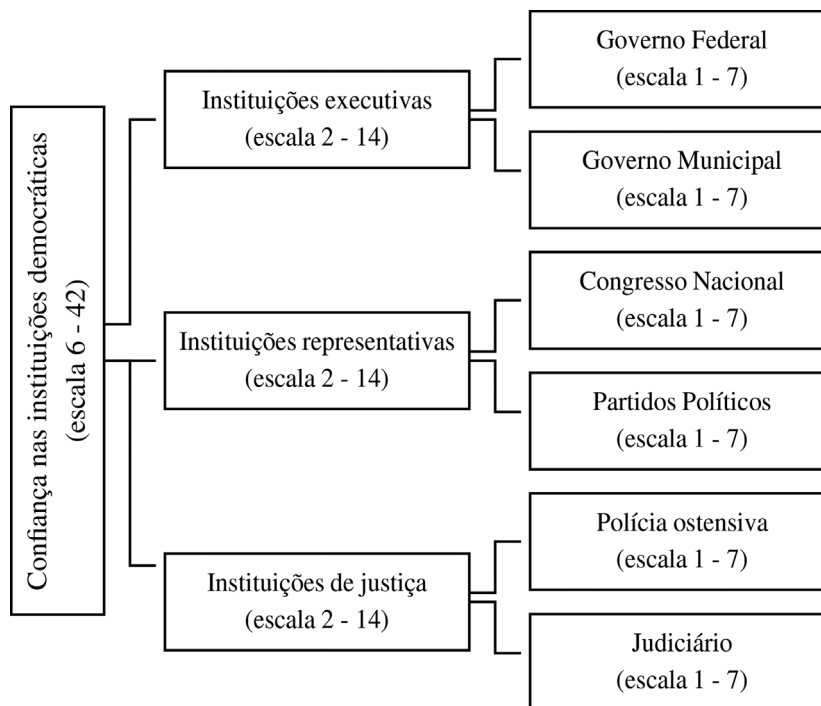 Confiança nas instituições democráticas
(escala 6 - 42)
Instituições executivas
(escala 2 - 14)
Governo Federal
(escala 1 - 7)
Governo Municipal
(escala 1 - 7)
Instituições representativas
(escala 2 - 14)
Congresso Nacional
(escala 1 - 7)
Partidos Políticos
(escala 1 - 7)
Instituições de justiça
(escala 2 - 14)
Polícia ostensiva
(escala 1 - 7)
Judiciário
(escala 1 - 7)